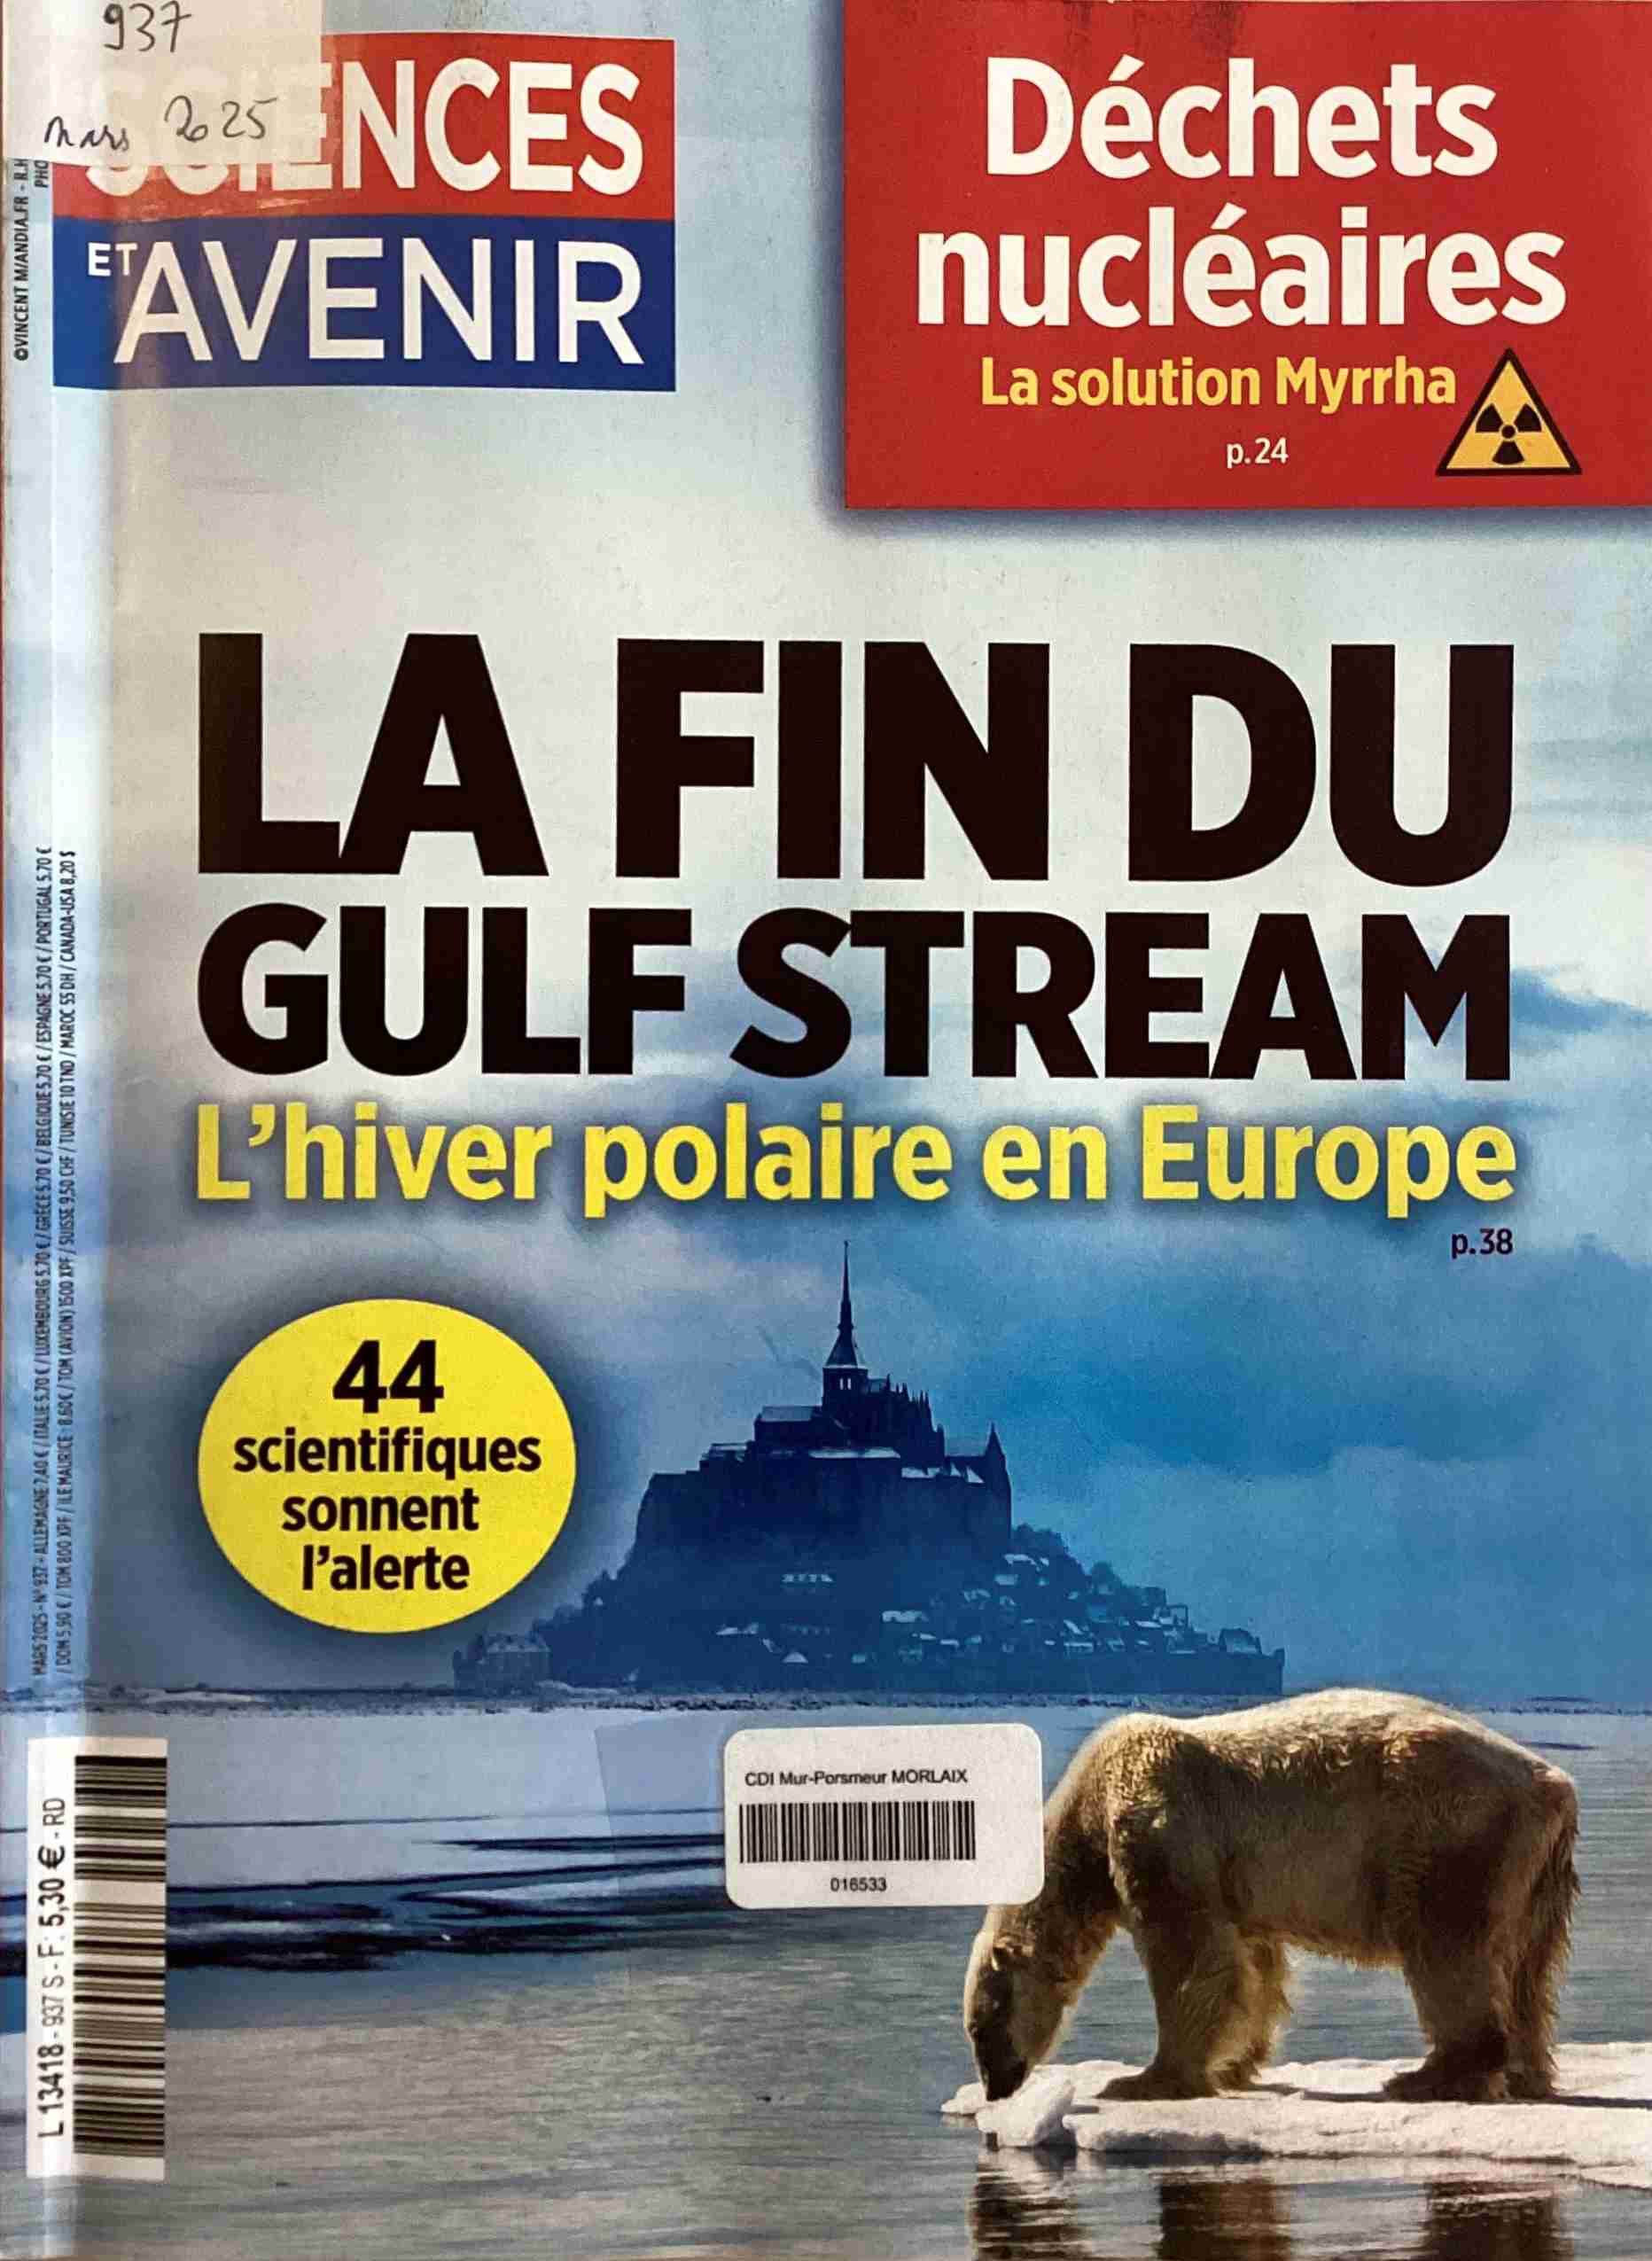 937
mars 2025
SCIENCES
ET AVENIR
Déchets
nucléaires
La solution Myrrha
p.24
©VINCENT M/ANDIA.FR - R.H
PHO
LA FIN DU
GULF STREAM
L'hiver polaire en Europe
p.38
44
scientifiques
sonnent
l'alerte
MARS 2025 - N° 937 - ALLEMAGNE 7,40 € / ITALIE 5,70 € / LUXEMBOURG 5,70 € / GRÈCE 5,70 € / BELGIQUE 5,70 € / ESPAGNE 5,70 € / PORTUGAL 5,70 €
/ DOM 5,90 € / TOM 800 XPF / ILE MAURICE : 8,60 € / TOM (AVION) 1500 XPF / SUISSE 9,50 CHF / TUNISIE 10 TND / MAROC 55 DH / CANADA-USA 8,20 $
CDI Mur-Porsmeur MORLAIX
016533
L 13418 - 937 S - F: 5,30 € - RD